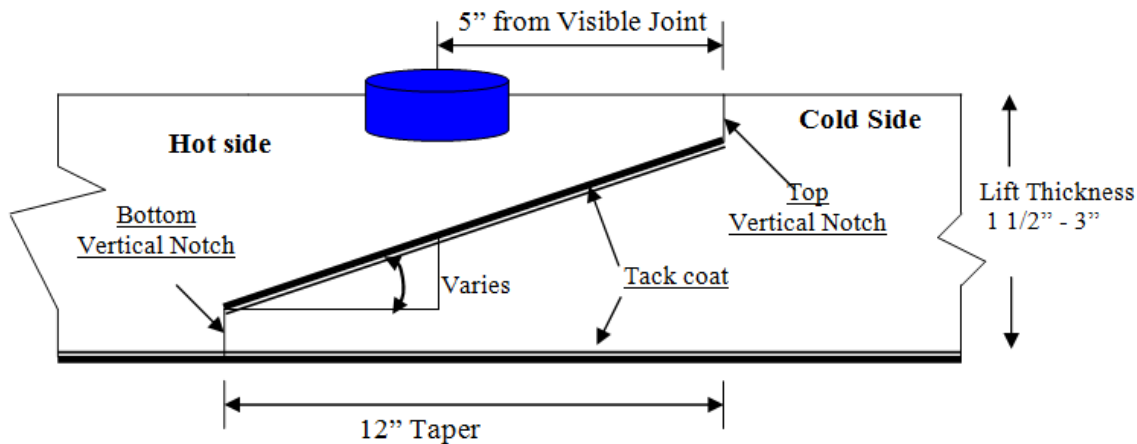 5” from Visible Joint
Hot side
Cold Side
Bottom
Vertical Notch
Top
Vertical Notch
Lift Thickness
1 1/2” - 3”
Varies
Tack coat
12” Taper